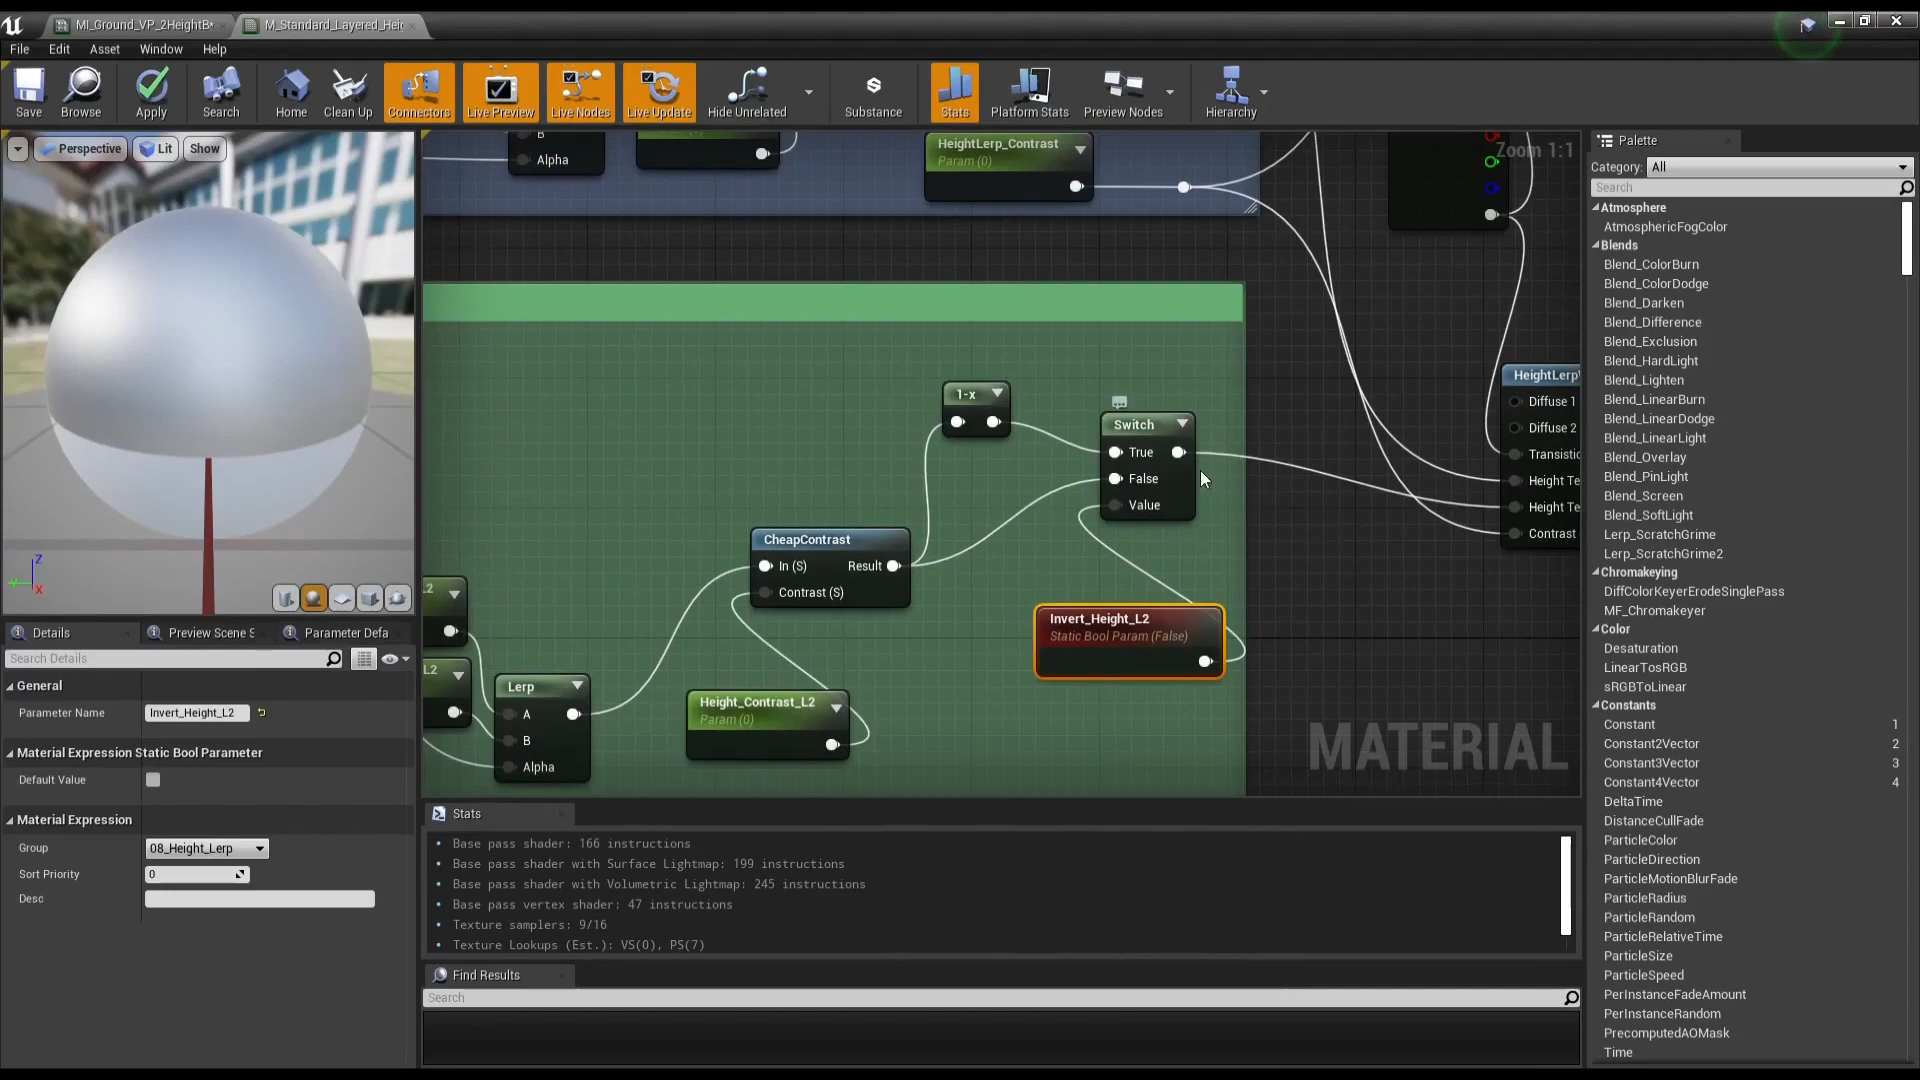 MI_Ground_VP_2HeightB*
M_Standard_Layered_Hei
File Edit Asset Window Help
Save Browse Apply Search Home Clean Up Connectors Live Preview Live Nodes Live Update Hide Unrelated Substance Stats Platform Stats Preview Nodes Hierarchy
Perspective Lit Show
Z
Y
X
Details
Preview Scene S
Parameter Defa
Search Details
General
Parameter Name Invert_Height_L2
Material Expression Static Bool Parameter
Default Value
Material Expression
Group 08_Height_Lerp
Sort Priority 0
Desc
B
Alpha
HeightLerp_Contrast
Param (0)
Zoom 1:1
1-x
Switch
True
False
Value
CheapContrast
In (S) Result
Contrast (S)
Invert_Height_L2
Static Bool Param (False)
.2
L2
Lerp
A
B
Alpha
Height_Contrast_L2
Param (0)
HeightLerp
Diffuse 1
Diffuse 2
Transistio
Height Te
Height Te
Contrast
MATERIAL
Stats
Base pass shader: 166 instructions
Base pass shader with Surface Lightmap: 199 instructions
Base pass shader with Volumetric Lightmap: 245 instructions
Base pass vertex shader: 47 instructions
Texture samplers: 9/16
Texture Lookups (Est.): VS(0), PS(7)
Find Results
Search
Palette
Category: All
Search
Atmosphere
AtmosphericFogColor
Blends
Blend_ColorBurn
Blend_ColorDodge
Blend_Darken
Blend_Difference
Blend_Exclusion
Blend_HardLight
Blend_Lighten
Blend_LinearBurn
Blend_LinearDodge
Blend_LinearLight
Blend_Overlay
Blend_PinLight
Blend_Screen
Blend_SoftLight
Lerp_ScratchGrime
Lerp_ScratchGrime2
Chromakeying
DiffColorKeyerErodeSinglePass
MF_Chromakeyer
Color
Desaturation
LinearTosRGB
sRGBToLinear
Constants
Constant 1
Constant2Vector 2
Constant3Vector 3
Constant4Vector 4
DeltaTime
DistanceCullFade
ParticleColor
ParticleDirection
ParticleMotionBlurFade
ParticleRadius
ParticleRandom
ParticleRelativeTime
ParticleSize
ParticleSpeed
PerInstanceFadeAmount
PerInstanceRandom
PrecomputedAOMask
Time